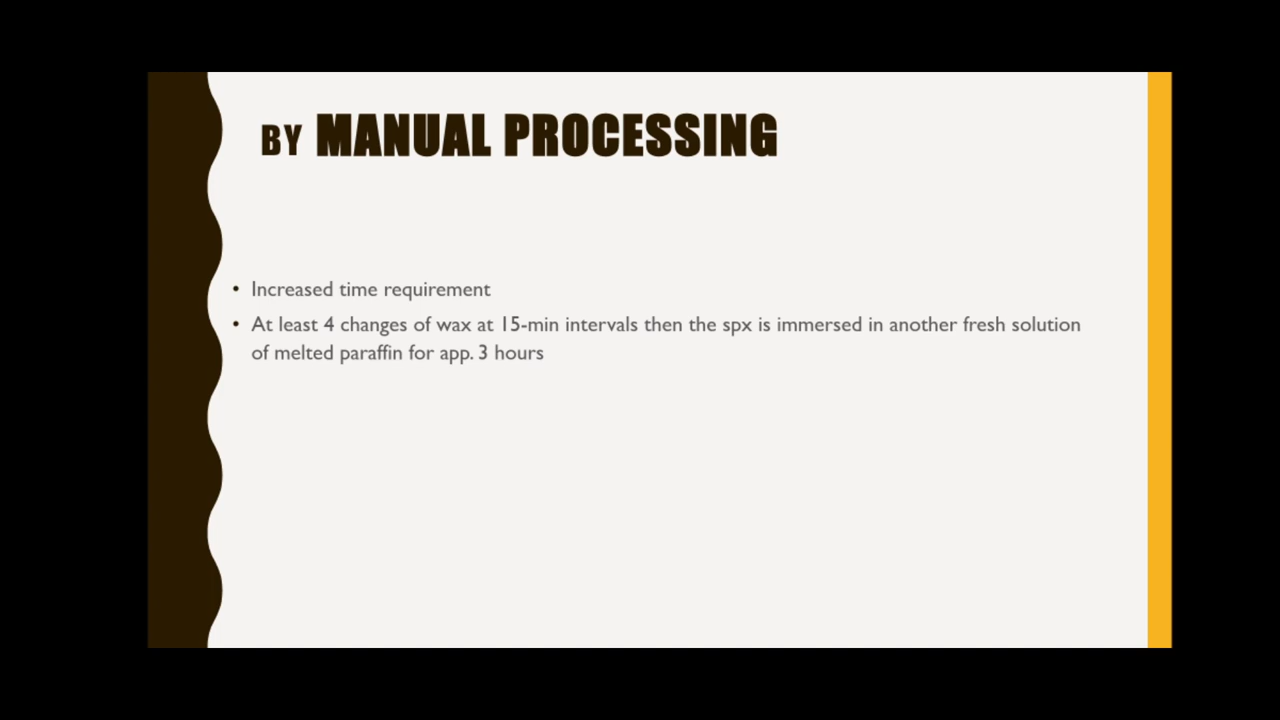 BY MANUAL PROCESSING
• Increased time requirement
• At least 4 changes of wax at 15-min intervals then the spx is immersed in another fresh solution
of melted paraffin for app. 3 hours